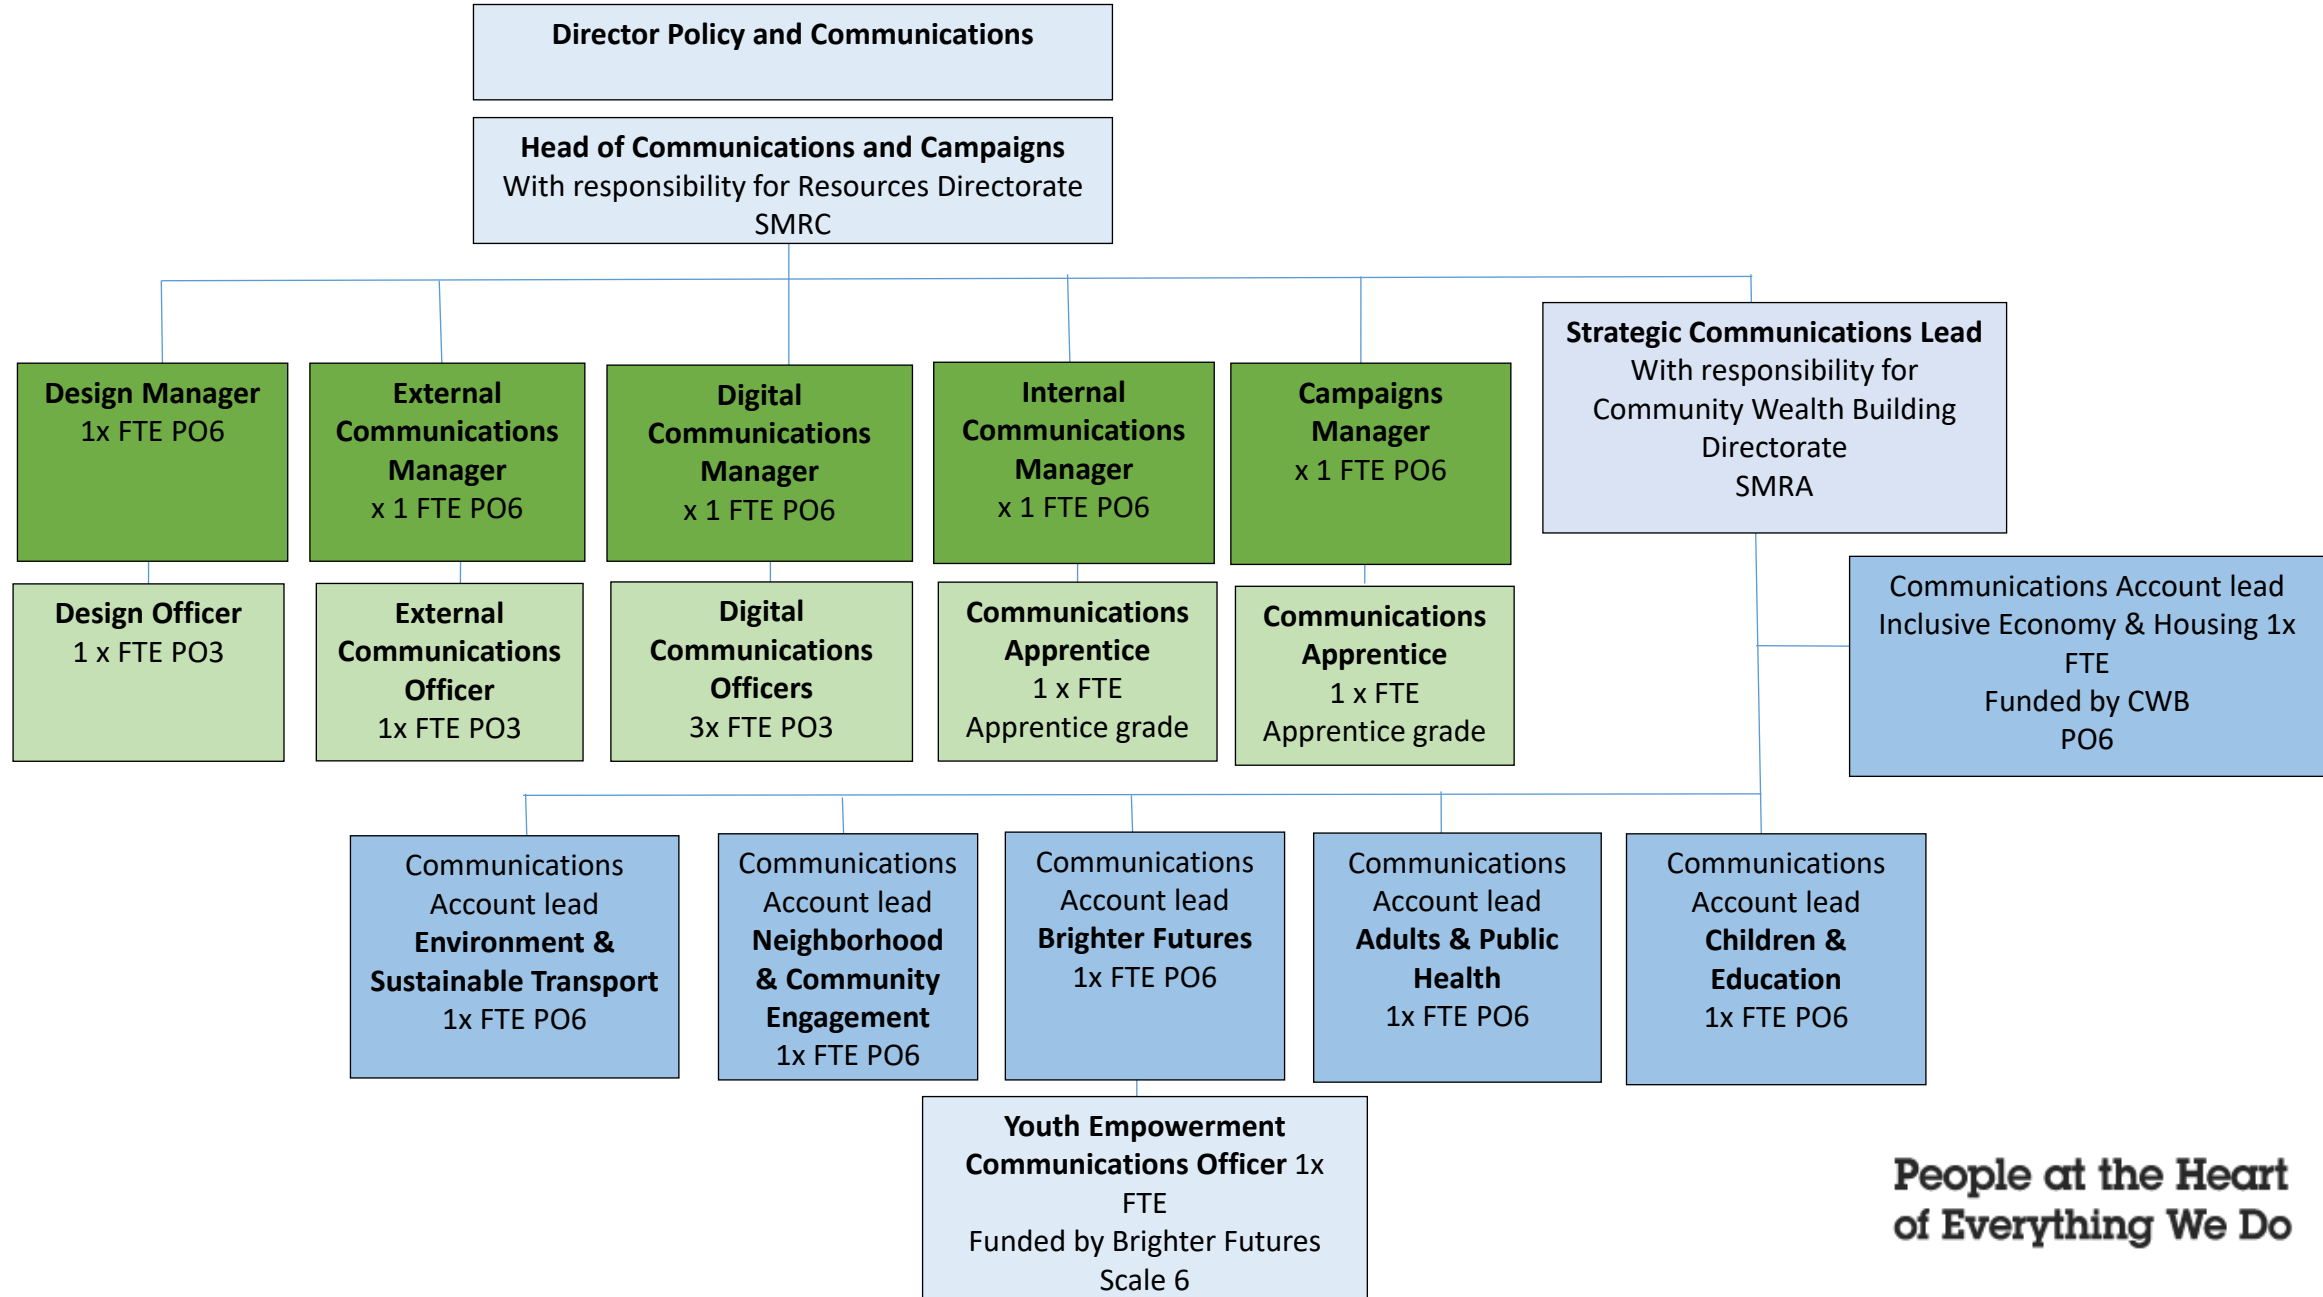 Director Policy and Communications
Head of Communications and Campaigns
With responsibility for Resources Directorate
SMRC
Strategic Communications Lead
With responsibility for
Community Wealth Building
Directorate
SMRA
Design Manager
1x FTE PO6
External
Communications
Manager
x 1 FTE PO6
Digital
Communications
Manager
x 1 FTE PO6
Internal
Communications
Manager
x 1 FTE PO6
Campaigns
Manager
x 1 FTE PO6
Design Officer
1 x FTE PO3
External
Communications
Officer
1x FTE PO3
Digital
Communications
Officers
3x FTE PO3
Communications
Apprentice
1 x FTE
Apprentice grade
Communications
Apprentice
1 x FTE
Apprentice grade
Communications Account lead
Inclusive Economy & Housing 1x
FTE
Funded by CWB
PO6
Communications
Account lead
Environment &
Sustainable Transport
1x FTE PO6
Communications
Account lead
Neighborhood
& Community
Engagement
1x FTE PO6
Communications
Account lead
Brighter Futures
1x FTE PO6
Communications
Account lead
Adults & Public
Health
1x FTE PO6
Communications
Account lead
Children &
Education
1x FTE PO6
Youth Empowerment
Communications Officer 1x
FTE
Funded by Brighter Futures
Scale 6
People at the Heart
of Everything We Do